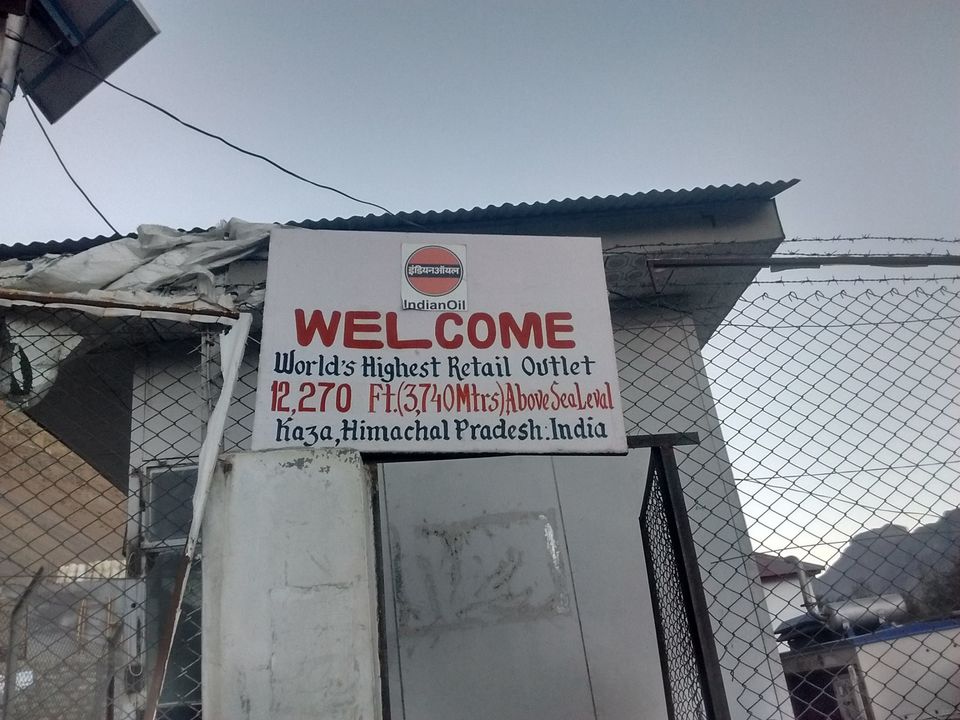 इंडियनऑयल
IndianOil
WELCOME
World's Highest Retail Outlet
12,270 Ft.(3,740Mtrs)Above Sea Leval
Kaza,Himachal Pradesh:India